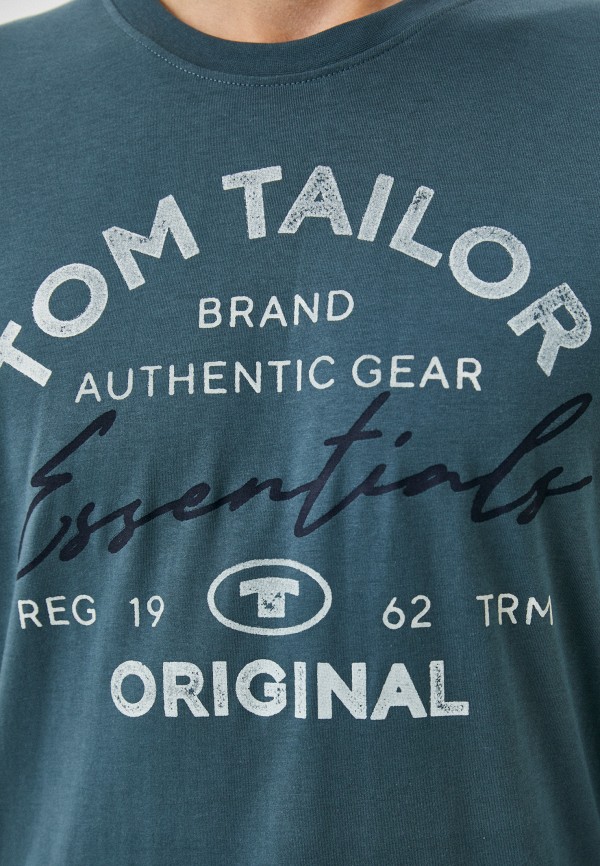 TOM TAILOR
BRAND
AUTHENTIC GEAR
Essentials
REG 19 T 62 TRM
ORIGINAL